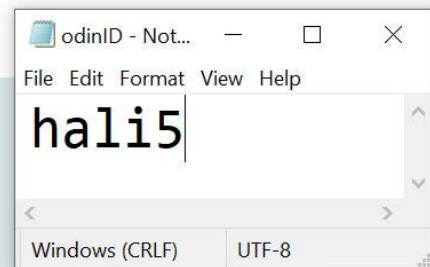 odinID - Not...
File Edit Format View Help
hali5
Windows (CRLF) UTF-8